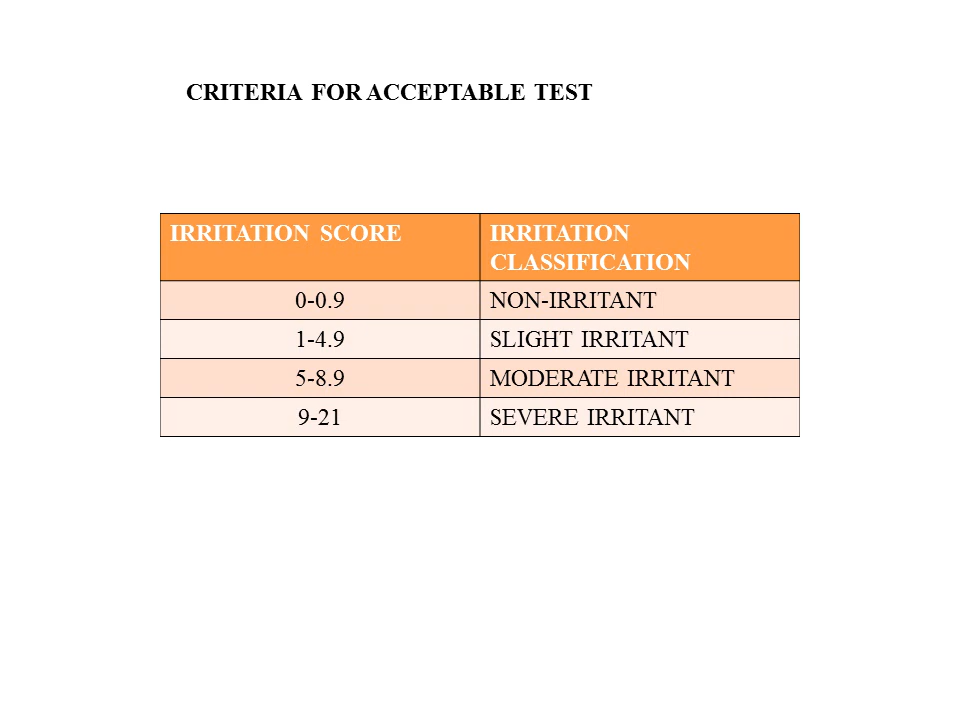 CRITERIA FOR ACCEPTABLE TEST
IRRITATION SCORE
IRRITATION
CLASSIFICATION
0-0.9
NON-IRRITANT
1-4.9
SLIGHT IRRITANT
5-8.9
MODERATE IRRITANT
9-21
SEVERE IRRITANT